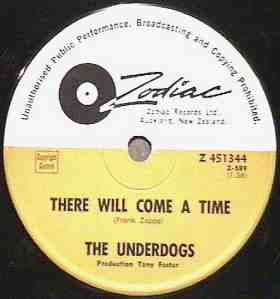 Unauthorised Public Performance, Broadcasting and Copying Prohibited.
Zodiac
Zodiac Records Ltd.,
Auckland, New Zealand.
Copyright
Control
Z 451344
Z-589
THERE WILL COME A TIME
(Frank Zappa)
THE UNDERDOGS
Production Tony Foster